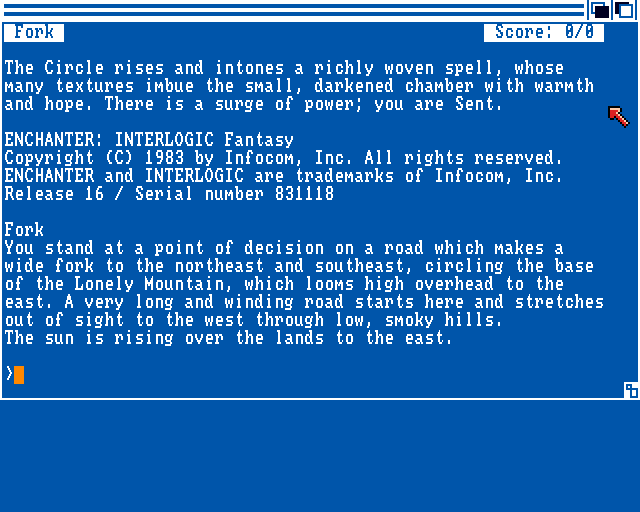 Fork Score: 0/0
The Circle rises and intones a richly woven spell, whose
many textures imbue the small, darkened chamber with warmth
and hope. There is a surge of power; you are Sent.
ENCHANTER: INTERLOGIC Fantasy
Copyright (C) 1983 by Infocom, Inc. All rights reserved.
ENCHANTER and INTERLOGIC are trademarks of Infocom, Inc.
Release 16 / Serial number 831118
Fork
You stand at a point of decision on a road which makes a
wide fork to the northeast and southeast, circling the base
of the Lonely Mountain, which looms high overhead to the
east. A very long and winding road starts here and stretches
out of sight to the west through low, smoky hills.
The sun is rising over the lands to the east.
>